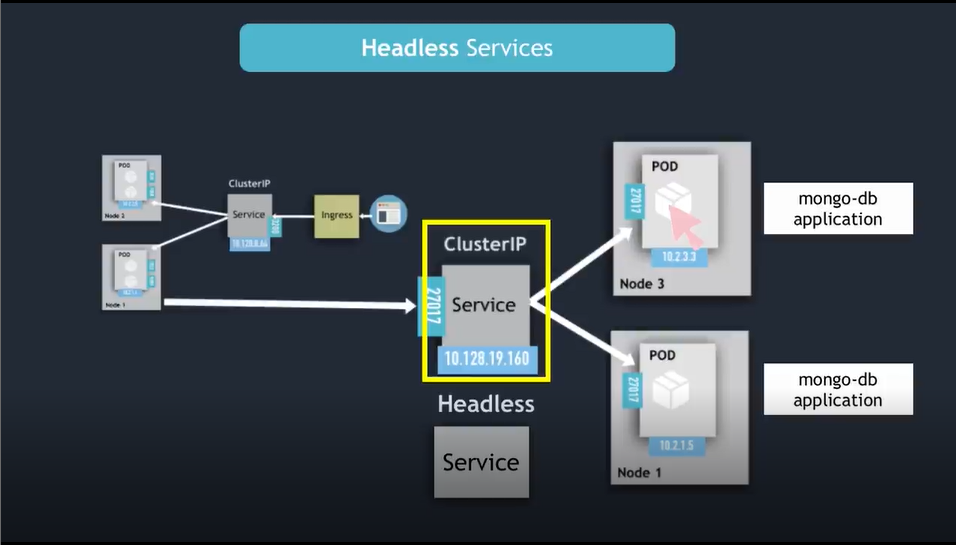 Headless Services
POD
Node 2
ClusterIP
Service
10.128.8.64
3200
Ingress
POD
Node 1
ClusterIP
27017
Service
10.128.19.160
Headless
Service
POD
27017
10.2.3.3
Node 3
mongo-db
application
POD
27017
10.2.1.5
Node 1
mongo-db
application